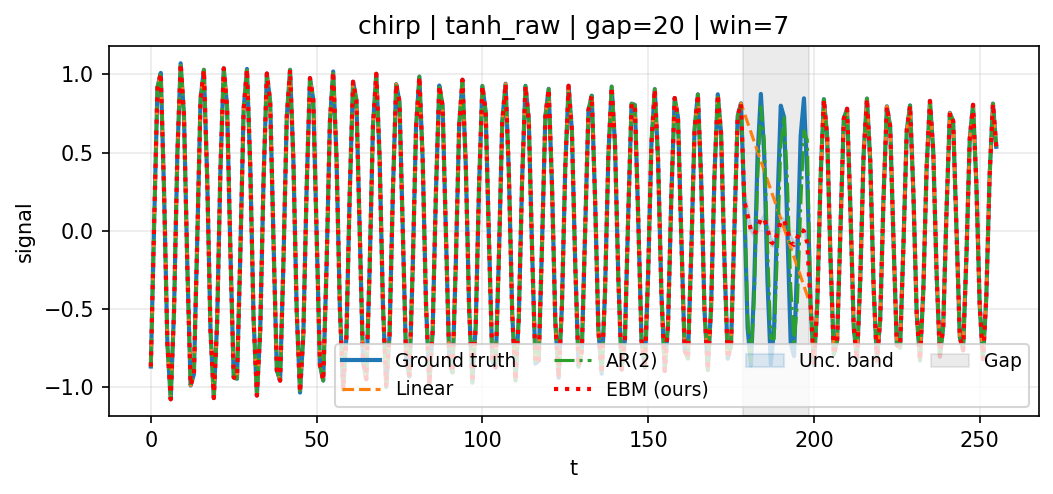 chirp | tanh_raw | gap=20 | win=7
signal
1.0
0.5
0.0
−0.5
−1.0
Ground truth
Linear
AR(2)
EBM (ours)
Unc. band
Gap
0 50 100 150 200 250
t